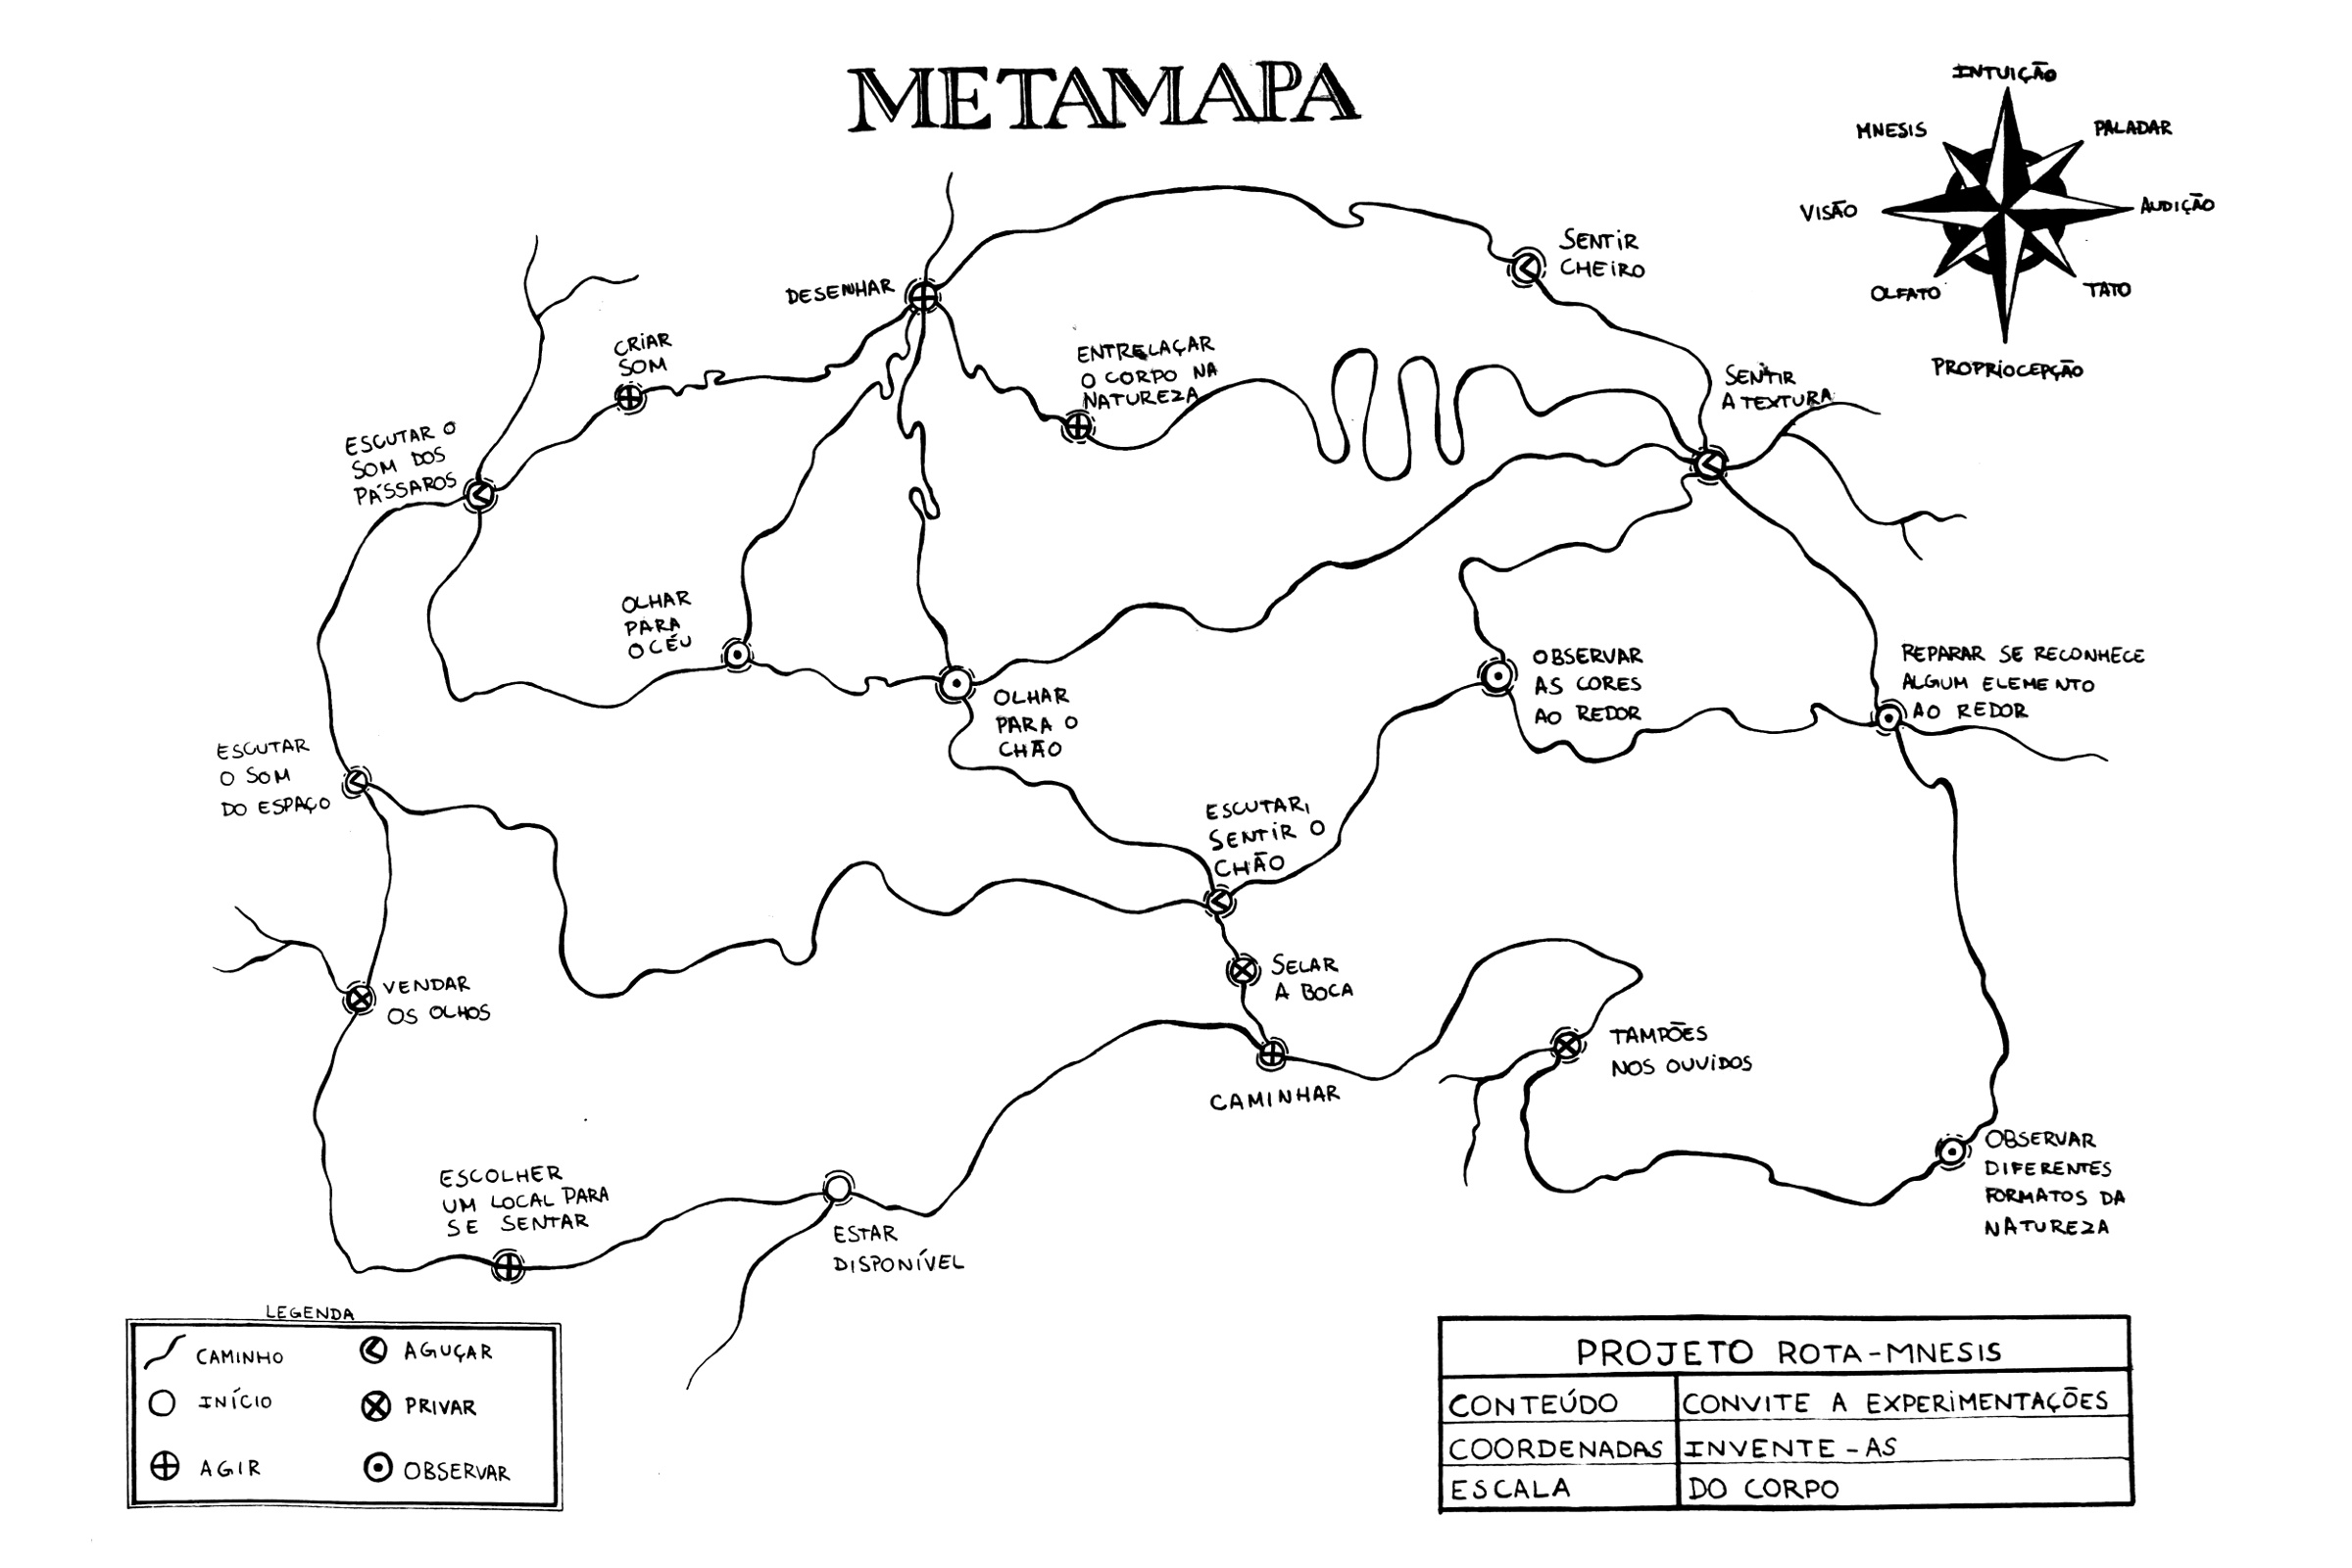 METAMAPA
INTUIÇÃO
MNESIS
PALADAR
VISÃO
AUDIÇÃO
OLFATO
TATO
PROPRIOCEPÇÃO
SENTIR
CHEIRO
DESENHAR
CRIAR
SOM
ENTRELAÇAR
O CORPO NA
NATUREZA
SENTIR
A TEXTURA
ESCUTAR O
SOM DOS
PÁSSAROS
OLHAR
PARA
O CÉU
OLHAR
PARA O
CHÃO
OBSERVAR
AS CORES
AO REDOR
REPARAR SE RECONHECE
ALGUM ELEMENTO
AO REDOR
ESCUTAR
O SOM
DO ESPAÇO
ESCUTAR,
SENTIR O
CHÃO
VENDAR
OS OLHOS
SELAR
A BOCA
TAMPÕES
NOS OUVIDOS
CAMINHAR
OBSERVAR
DIFERENTES
FORMATOS DA
NATUREZA
ESCOLHER
UM LOCAL PARA
SE SENTAR
ESTAR
DISPONÍVEL
LEGENDA
CAMINHO
AGUÇAR
INÍCIO
PRIVAR
AGIR
OBSERVAR
PROJETO ROTA-MNESIS
CONTEÚDO CONVITE A EXPERIMENTAÇÕES
COORDENADAS INVENTE-AS
ESCALA DO CORPO